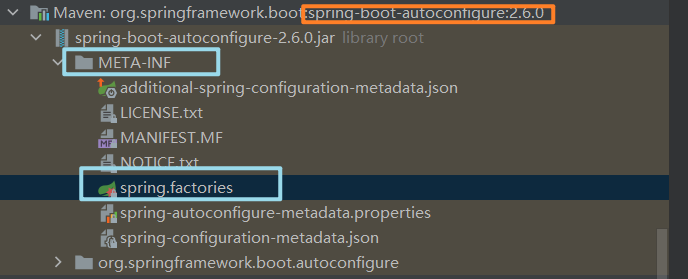 Maven: org.springframework.boot:spring-boot-autoconfigure:2.6.0
spring-boot-autoconfigure-2.6.0.jar library root
META-INF
additional-spring-configuration-metadata.json
LICENSE.txt
MANIFEST.MF
NOTICE.txt
spring.factories
spring-autoconfigure-metadata.properties
spring-configuration-metadata.json
org.springframework.boot.autoconfigure